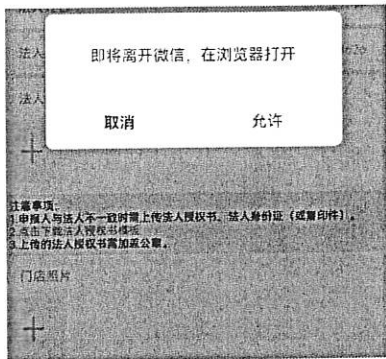 法人
即将离开微信，在浏览器打开
法人
取消
允许
注意事项：
1.申报人与法人不一致时需上传法人授权书、法人身份证（或复印件）。
2.点击下载法人授权书模板
3.上传的法人授权书需加盖公章。
门店照片